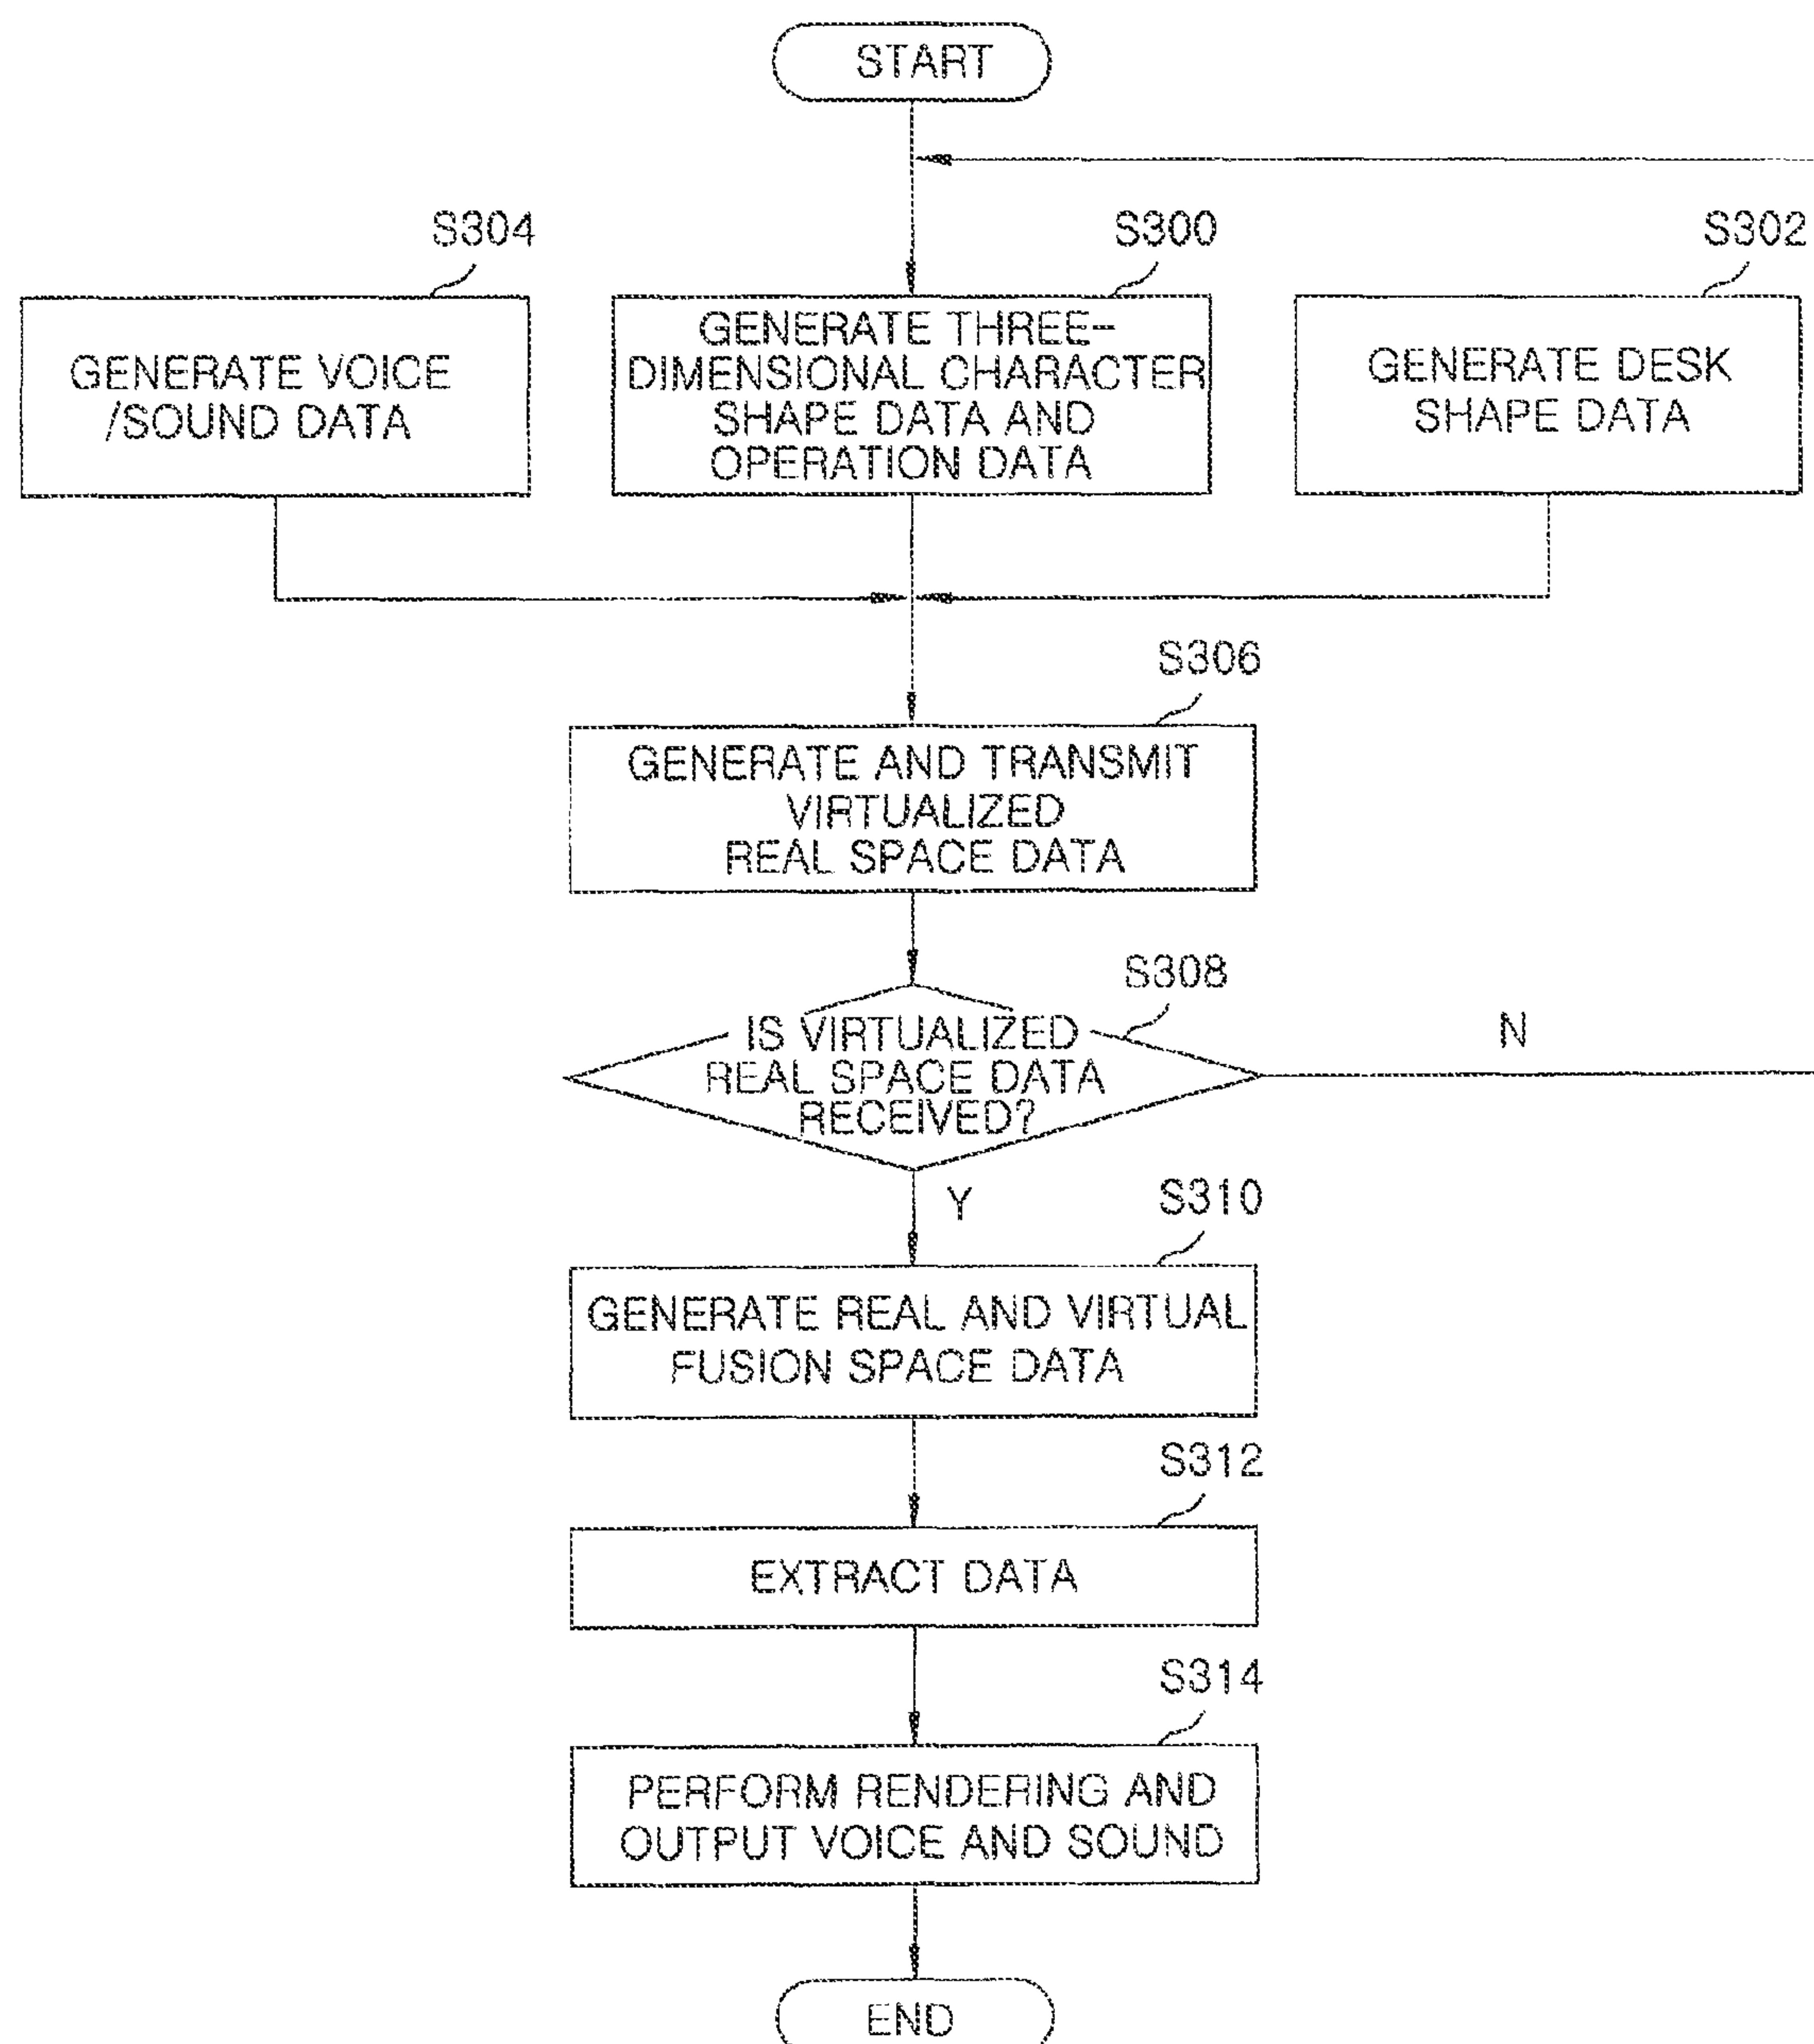 START
S304
S300
S302
GENERATE VOICE
/SOUND DATA
GENERATE THREE-
DIMENSIONAL CHARACTER
SHAPE DATA AND
OPERATION DATA
GENERATE DESK
SHAPE DATA
S306
GENERATE AND TRANSMIT
VIRTUALIZED
REAL SPACE DATA
S308
IS VIRTUALIZED
REAL SPACE DATA
RECEIVED?
N
Y
S310
GENERATE REAL AND VIRTUAL
FUSION SPACE DATA
S312
EXTRACT DATA
S314
PERFORM RENDERING AND
OUTPUT VOICE AND SOUND
END